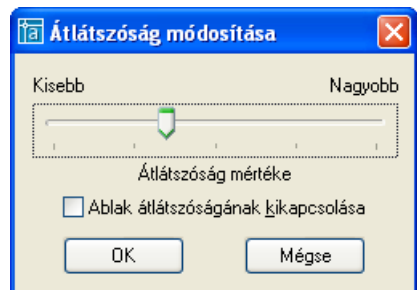 Átlátszóság módosítása
Kisebb Nagyobb
Átlátszóság mértéke
Ablak átlátszóságának kikapcsolása
OK Mégse